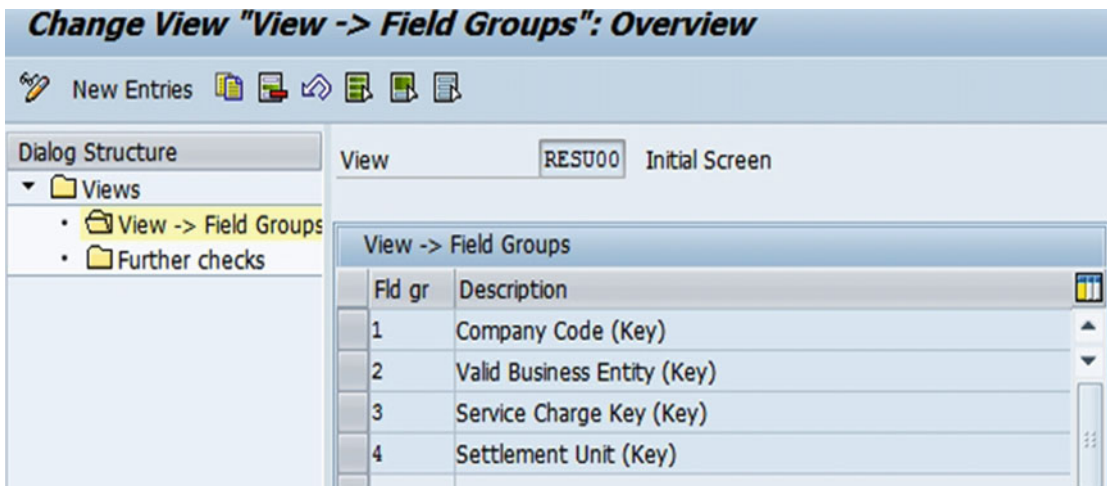 Change View "View -> Field Groups": Overview
New Entries
Dialog Structure
Views
View -> Field Groups
Further checks
View RESU00 Initial Screen
View -> Field Groups
Fld gr Description
1 Company Code (Key)
2 Valid Business Entity (Key)
3 Service Charge Key (Key)
4 Settlement Unit (Key)